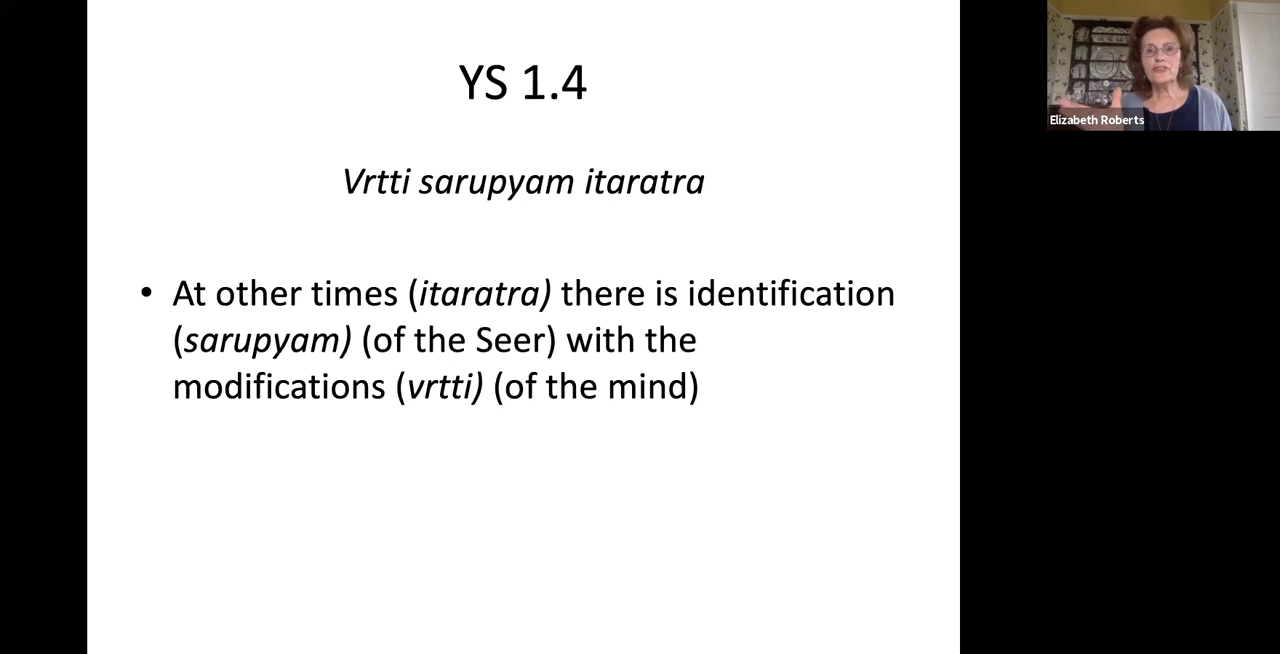 YS 1.4
Vrtti sarupyam itaratra
• At other times (itaratra) there is identification
(sarupyam) (of the Seer) with the
modifications (vrtti) (of the mind)
Elizabeth Roberts